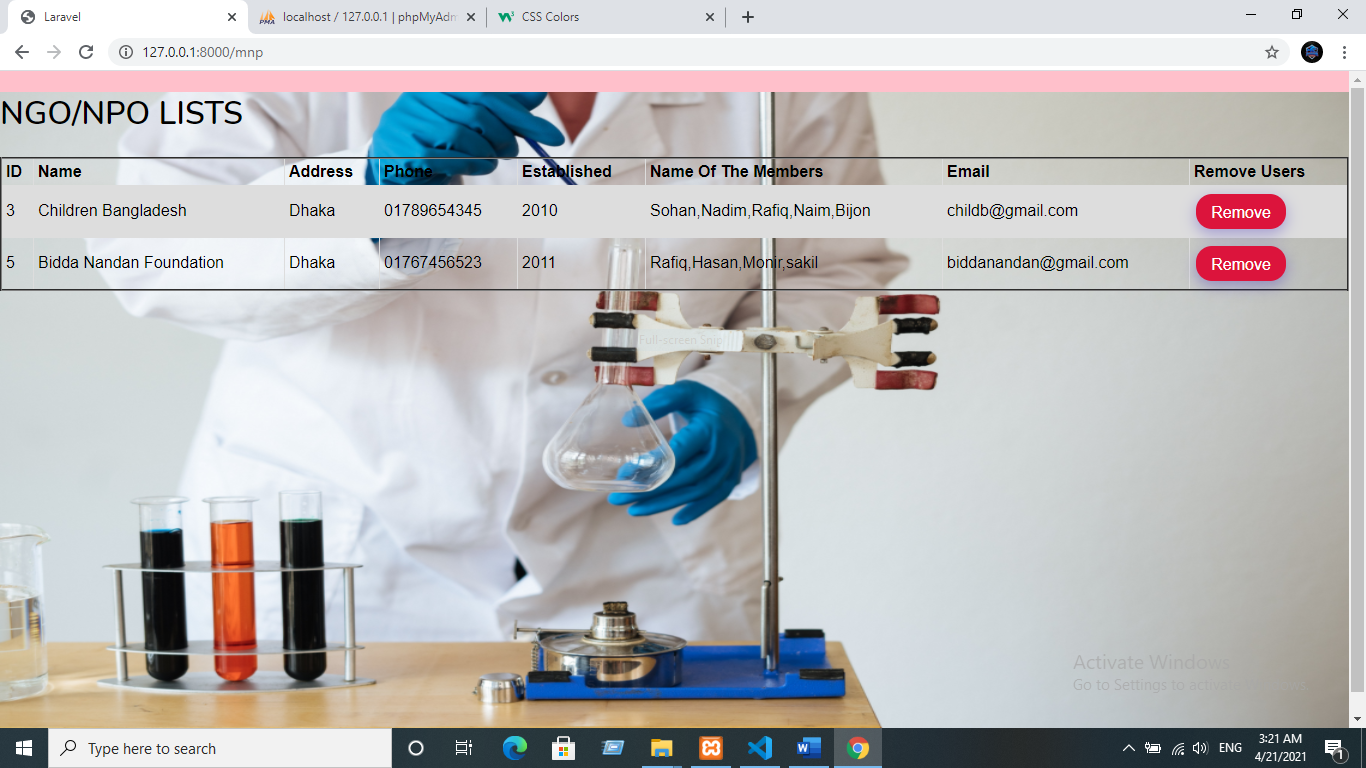 Laravel
localhost / 127.0.0.1 | phpMyAdm
CSS Colors
127.0.0.1:8000/mnp
NGO/NPO LISTS
ID Name Address Phone Established Name Of The Members Email Remove Users
3 Children Bangladesh Dhaka 01789654345 2010 Sohan,Nadim,Rafiq,Naim,Bijon childb@gmail.com Remove
5 Bidda Nandan Foundation Dhaka 01767456523 2011 Rafiq,Hasan,Monir,sakil biddanandan@gmail.com Remove
Full-screen Snip
Activate Windows
Go to Settings to activate Windows.
Type here to search
ENG
3:21 AM
4/21/2021
1